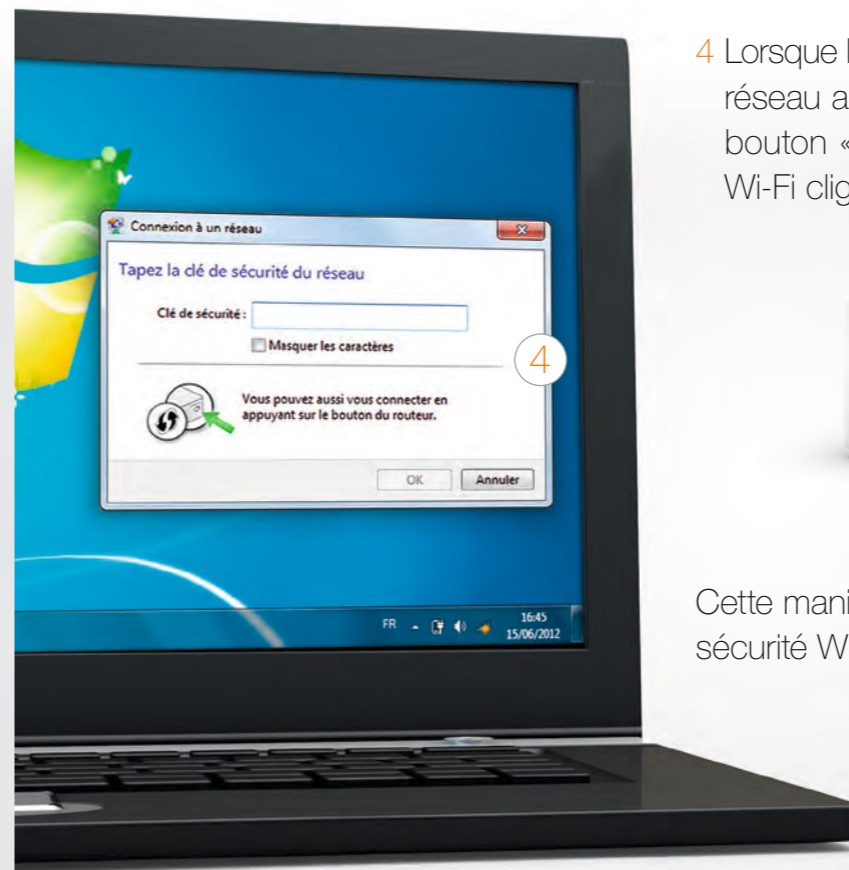 Connexion à un réseau
Tapez la clé de sécurité du réseau
Clé de sécurité :
Masquer les caractères
4
Vous pouvez aussi vous connecter en
appuyant sur le bouton du routeur.
OK
Annuler
FR
16:45
15/06/2012
4 Lorsque
réseau
bouton «
Wi-Fi
Cette
sécurité